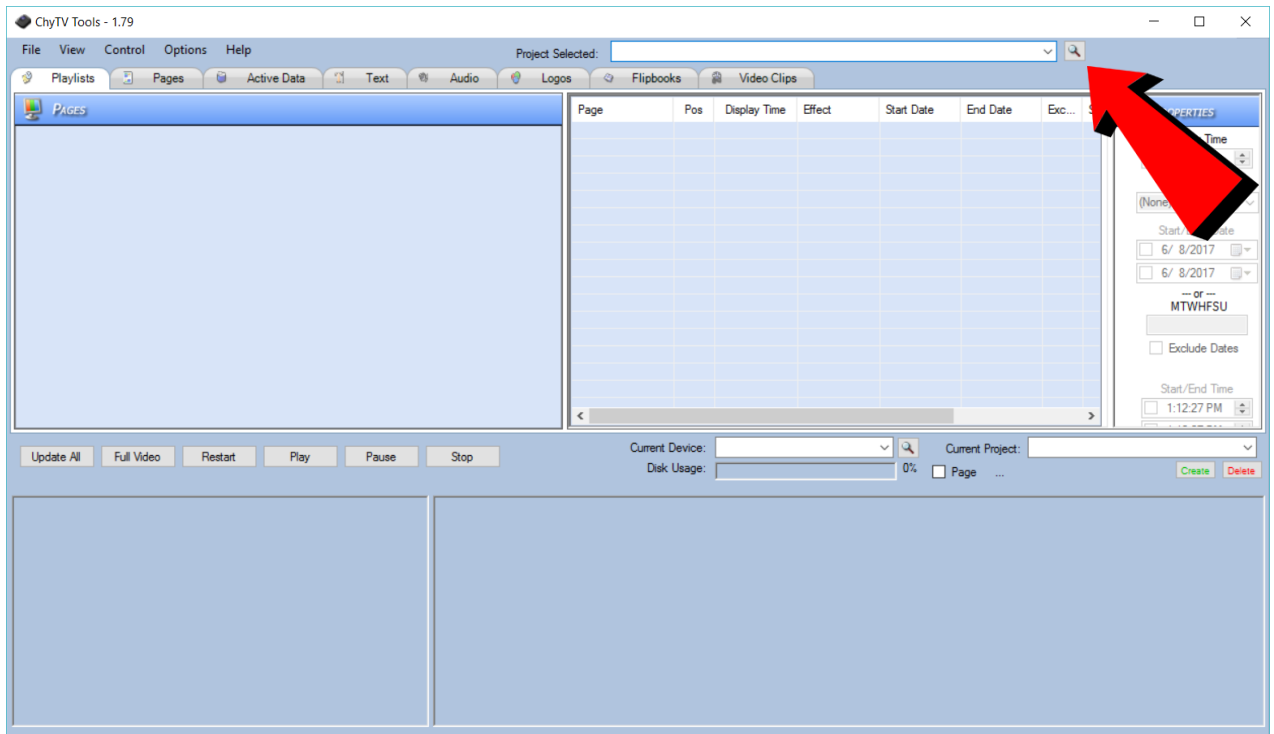 ChyTV Tools - 1.79
File View Control Options Help
Project Selected:
Playlists Pages Active Data Text Audio Logos Flipbooks Video Clips
PAGES
Page Pos Display Time Effect Start Date End Date Exc...
Time
(None)
6/ 8/2017
6/ 8/2017
--- or ---
MTWHFSU
Exclude Dates
Start/End Time
1:12:27 PM
Update All Full Video Restart Play Pause Stop
Current Device: Current Project:
Disk Usage: 0% Page ... Create Delete